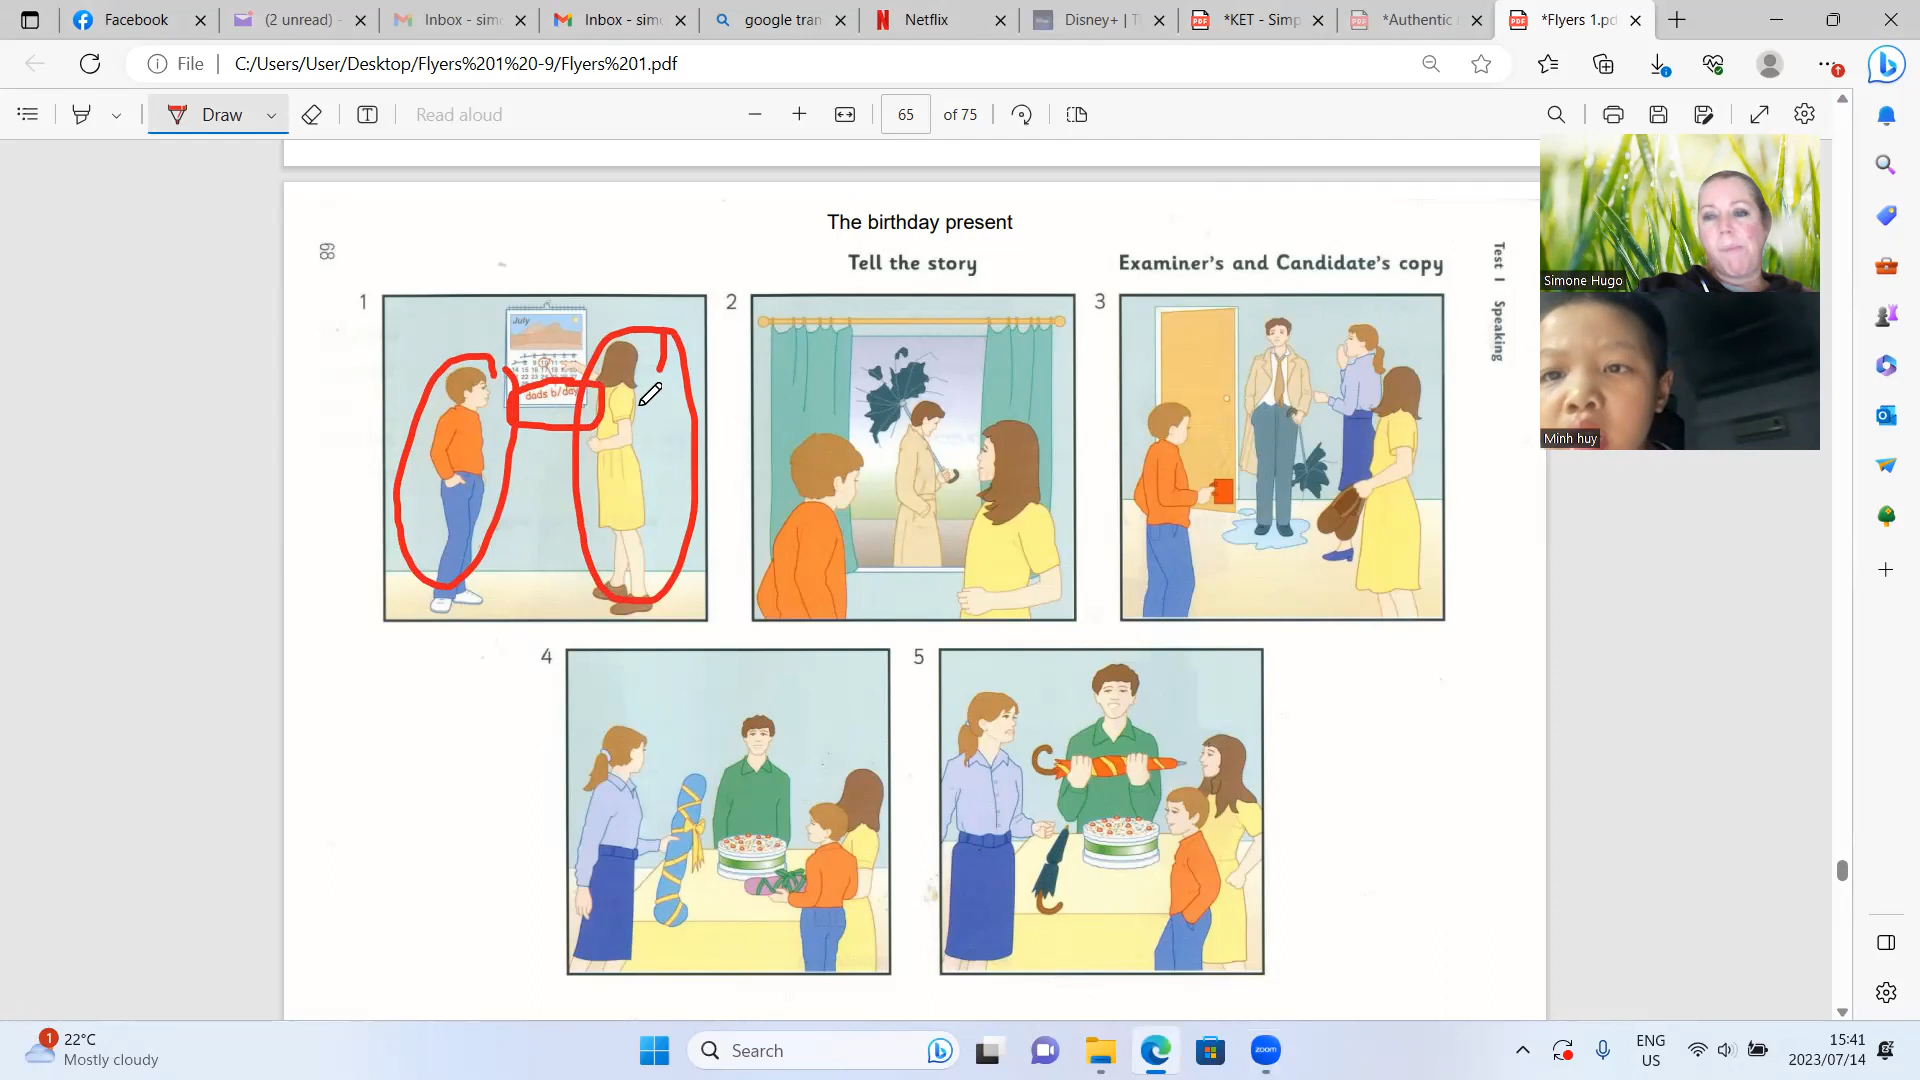 Facebook
(2 unread) -
Inbox - sim
Inbox - sim
google tran
Netflix
Disney+ | T
*KET - Simp
*Authentic
*Flyers 1.pd
File
C:/Users/User/Desktop/Flyers%201%20-9/Flyers%201.pdf
Draw
Read aloud
65
of 75
The birthday present
68
Tell the story
Examiner's and Candidate's copy
Test 1 Speaking
1
2
3
July
dads b/day
4
5
Simone Hugo
Minh huy
1
22°C
Mostly cloudy
Search
zoom
ENG
US
15:41
2023/07/14